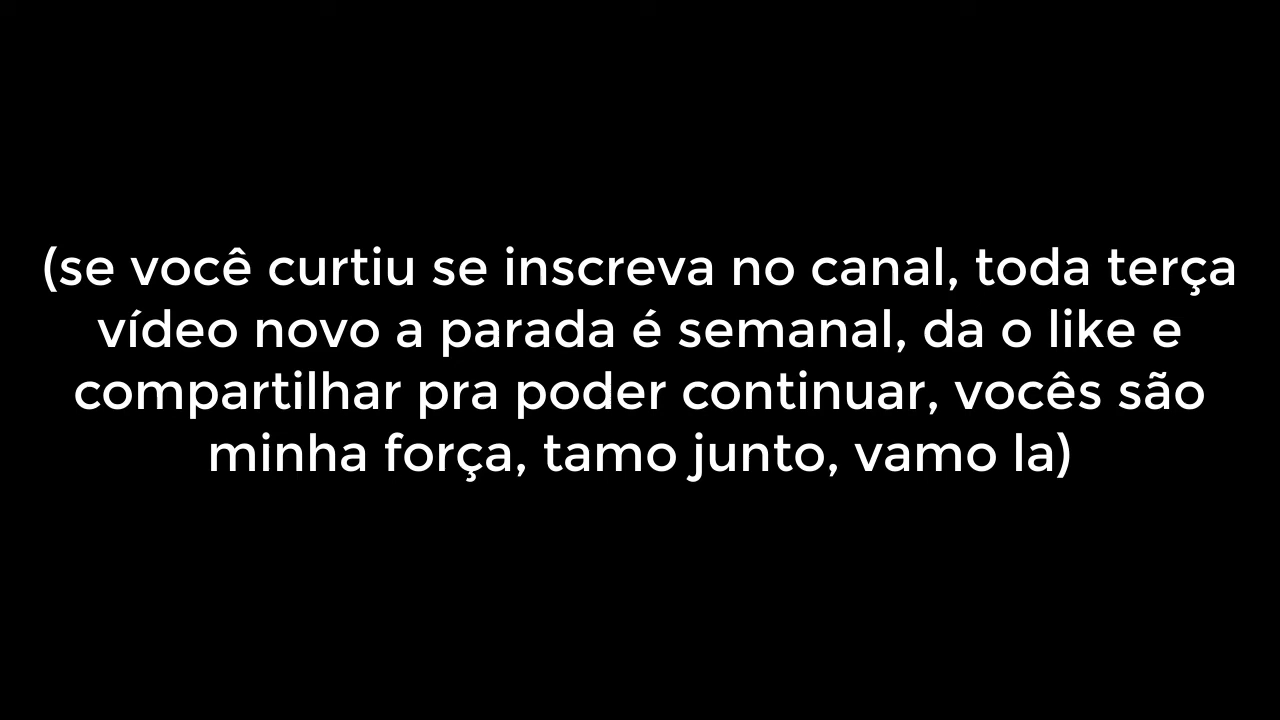 (se você curtiu se inscreva no canal, toda terça
vídeo novo a parada é semanal, da o like e
compartilhar pra poder continuar, vocês são
minha força, tamo junto, vamo la)